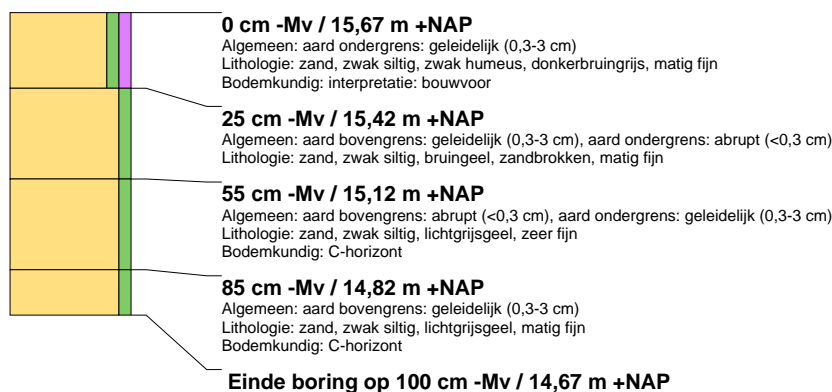 0 cm -Mv / 15,67 m +NAP
Algemeen: aard ondergrens: geleidelijk (0,3-3 cm)
Lithologie: zand, zwak siltig, zwak humeus, donkerbruingrijs, matig fijn
Bodemkundig: interpretatie: bouwvoor
25 cm -Mv / 15,42 m +NAP
Algemeen: aard bovengrens: geleidelijk (0,3-3 cm), aard ondergrens: abrupt (<0,3 cm)
Lithologie: zand, zwak siltig, bruingeel, zandbrokken, matig fijn
55 cm -Mv / 15,12 m +NAP
Algemeen: aard bovengrens: abrupt (<0,3 cm), aard ondergrens: geleidelijk (0,3-3 cm)
Lithologie: zand, zwak siltig, lichtgrijsgeel, zeer fijn
Bodemkundig: C-horizont
85 cm -Mv / 14,82 m +NAP
Algemeen: aard bovengrens: geleidelijk (0,3-3 cm)
Lithologie: zand, zwak siltig, lichtgrijsgeel, matig fijn
Bodemkundig: C-horizont
Einde boring op 100 cm -Mv / 14,67 m +NAP